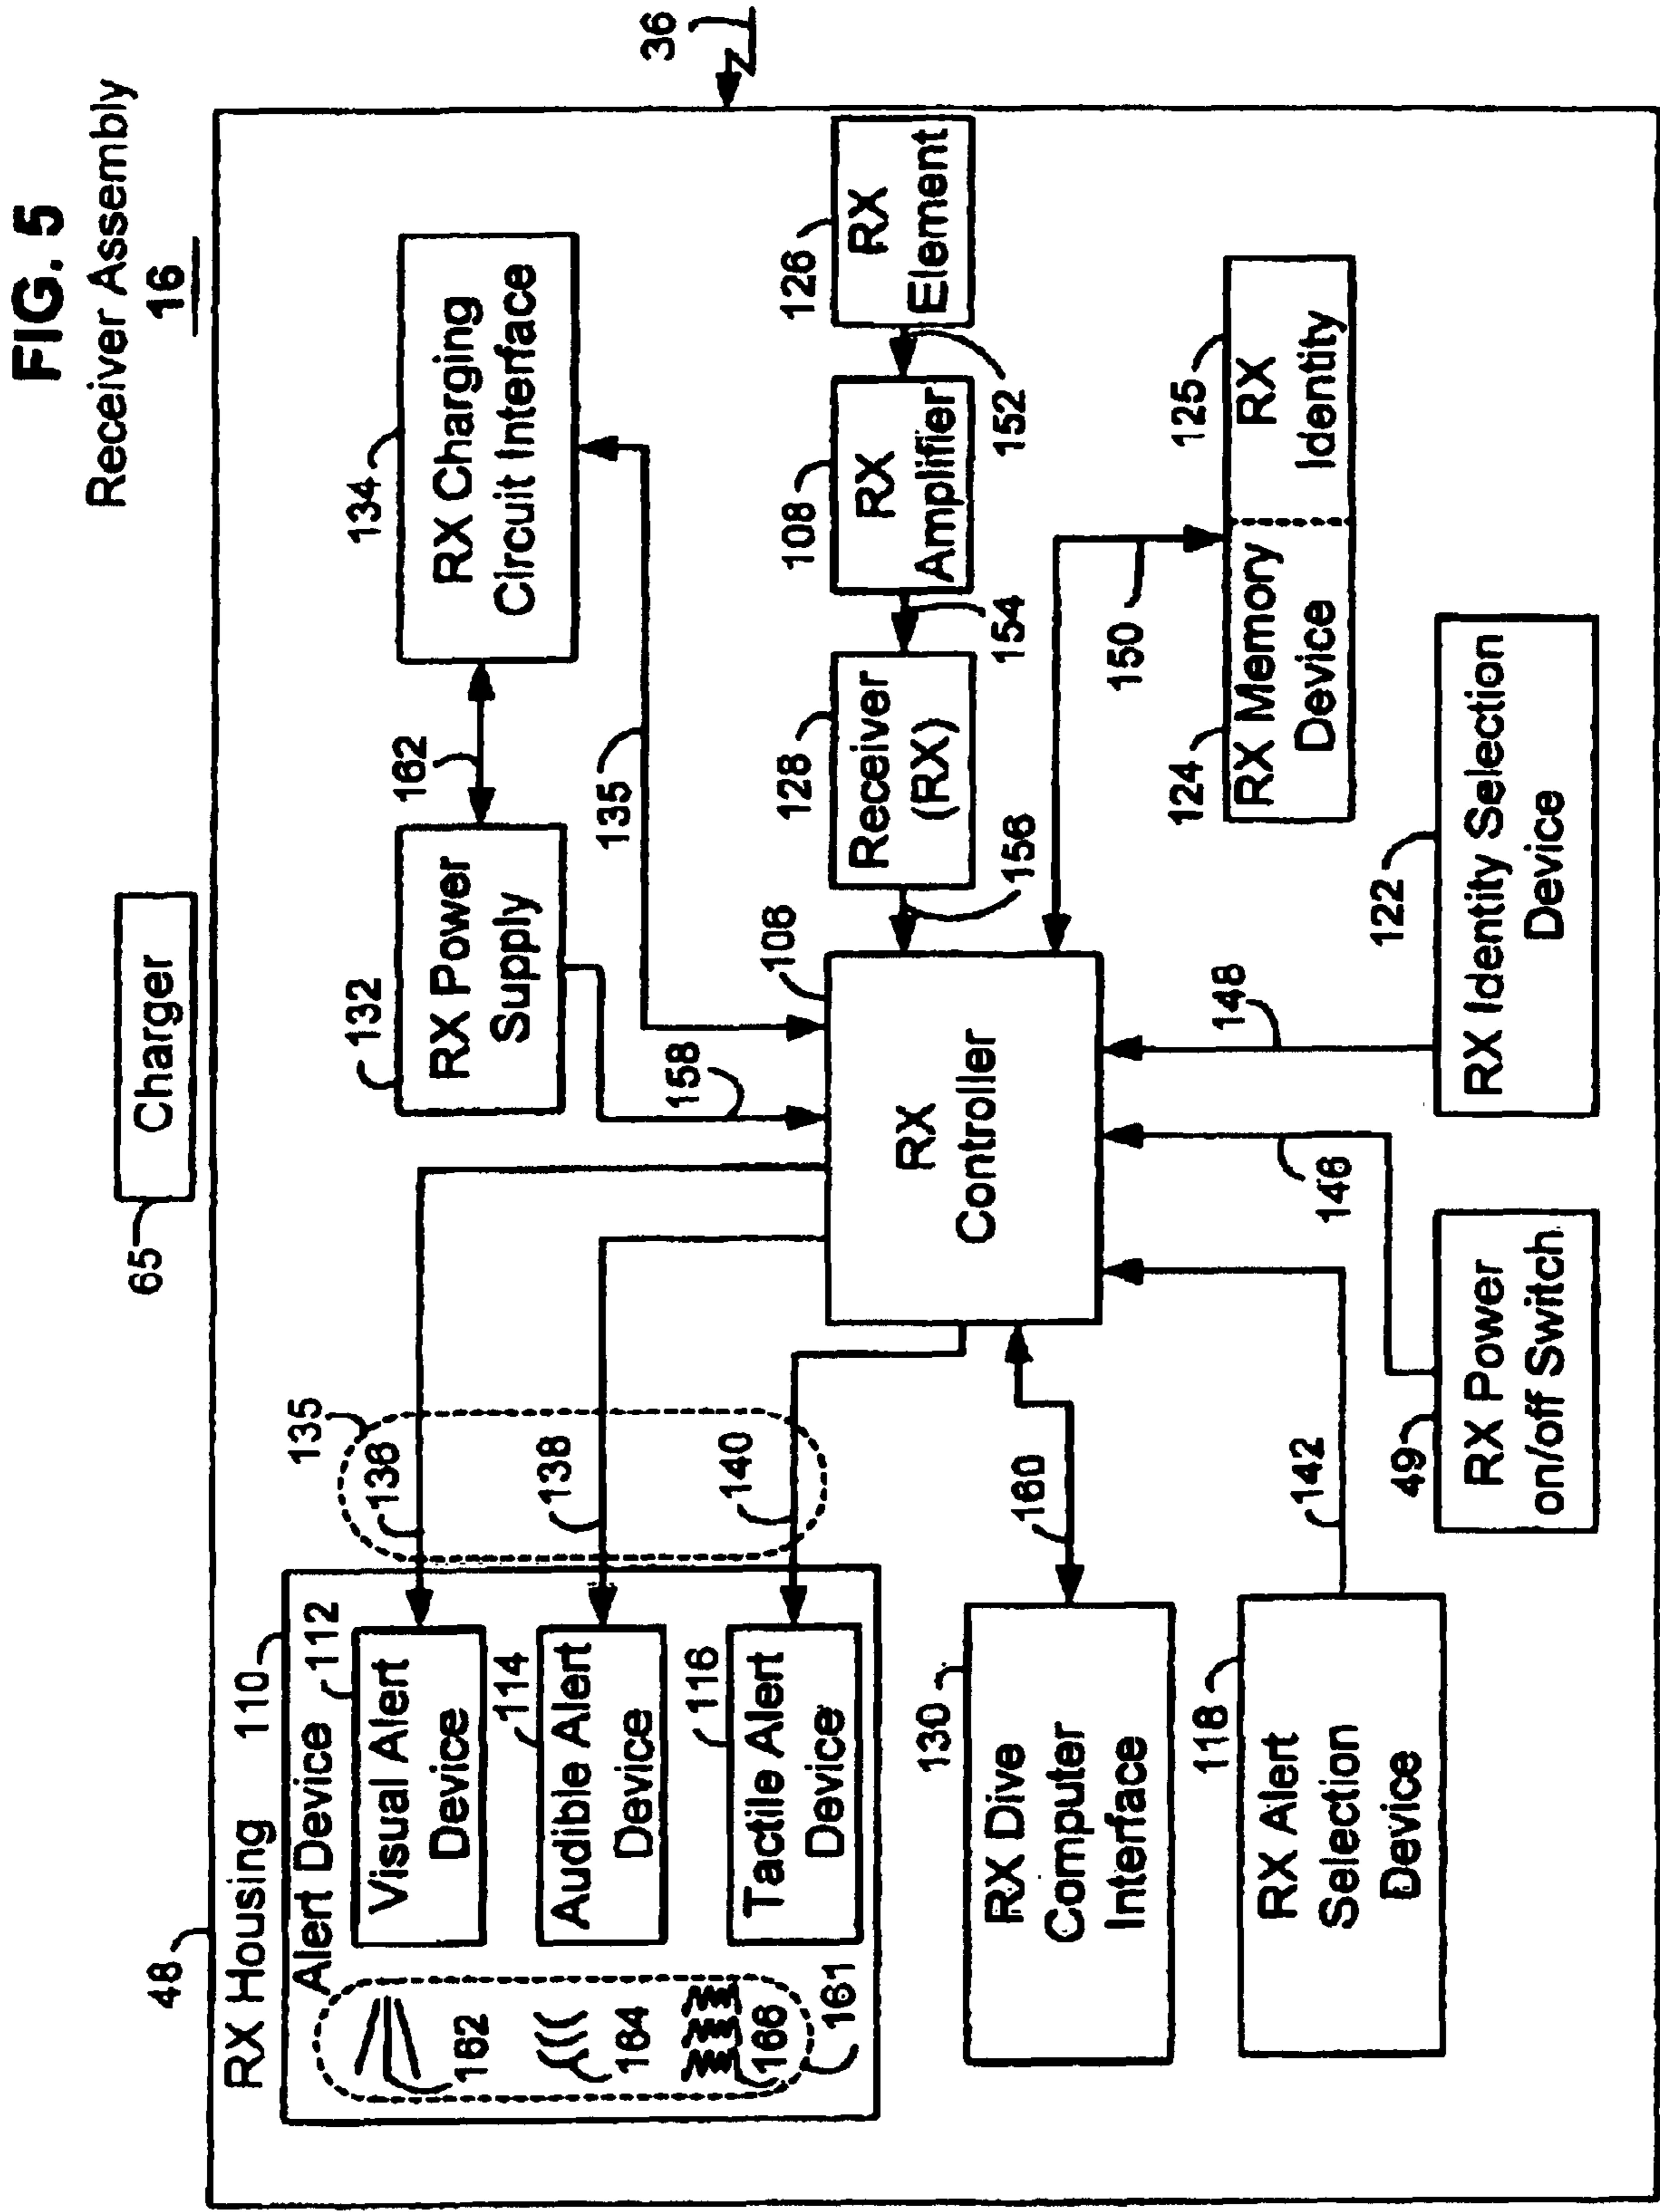 FIG. 5
Receiver Assembly
16
65
Charger
48
RX Housing
110
Alert Device
112
Visual Alert
Device
114
Audible Alert
Device
116
Tactile Alert
Device
162
164
166
161
135
136
138
140
132
RX Power
Supply
162
134
RX Charging
Circuit Interface
135
158
106
RX
Controller
156
128
Receiver
(RX)
154
108
RX
Amplifier
152
126
RX
Element
36
150
124
RX Memory
Device
125
RX
Identity
160
130
RX Dive
Computer
Interface
118
RX Alert
Selection
Device
142
49
RX Power
on/off Switch
146
148
122
RX Identity Selection
Device